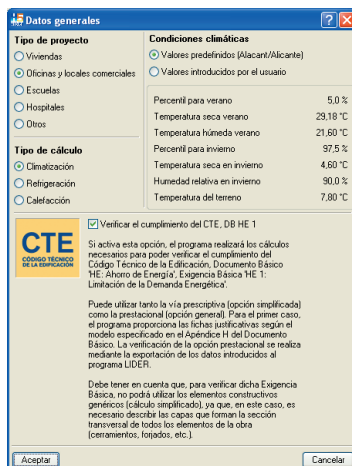 Datos generales
Tipo de proyecto
Viviendas
Oficinas y locales comerciales
Escuelas
Hospitales
Otros
Tipo de cálculo
Climatización
Refrigeración
Calefacción
Condiciones climáticas
Valores predefinidos (Alacant/Alicante)
Valores introducidos por el usuario
Percentil para verano 5,0 %
Temperatura seca verano 29,18 °C
Temperatura húmeda verano 21,60 °C
Percentil para invierno 97,5 %
Temperatura seca en invierno 4,60 °C
Humedad relativa en invierno 90,0 %
Temperatura del terreno 7,80 °C
CTE
CÓDIGO TÉCNICO
DE LA EDIFICACIÓN
Verificar el cumplimiento del CTE, DB HE 1
Si activa esta opción, el programa realizará los cálculos
necesarios para poder verificar el cumplimiento del
Código Técnico de la Edificación, Documento Básico
'HE: Ahorro de Energía', Exigencia Básica 'HE 1:
Limitación de la Demanda Energética'.
Puede utilizar tanto la vía prescriptiva (opción simplificada)
como la prestacional (opción general). Para el primer caso,
el programa proporciona las fichas justificativas según el
modelo especificado en el Apéndice H del Documento
Básico. La verificación de la opción prestacional se realiza
mediante la exportación de los datos introducidos al
programa LIDER.
Debe tener en cuenta que, para verificar dicha Exigencia
Básica, no podrá utilizar los elementos constructivos
genéricos (cálculo simplificado), ya que, en este caso, es
necesario describir las capas que forman la sección
transversal de todos los elementos de la obra
(cerramientos, forjados, etc.).
Aceptar
Cancelar